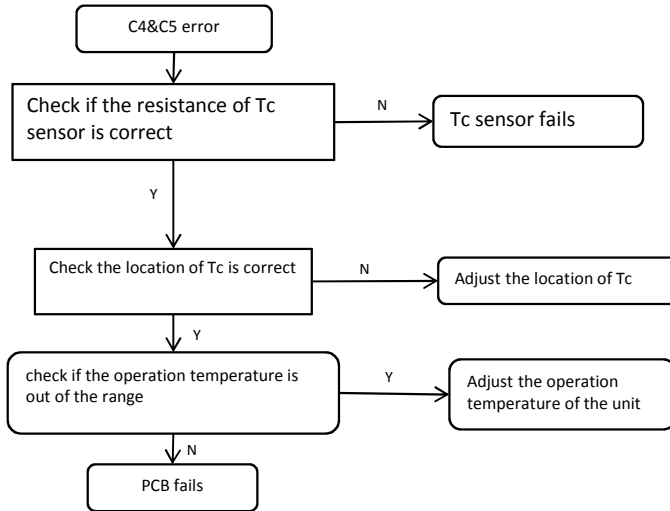 C4&C5 error
Check if the resistance of Tc
sensor is correct
N
Tc sensor fails
Y
Check the location of Tc is correct
N
Adjust the location of Tc
Y
check if the operation temperature is
out of the range
Y
Adjust the operation
temperature of the unit
N
PCB fails